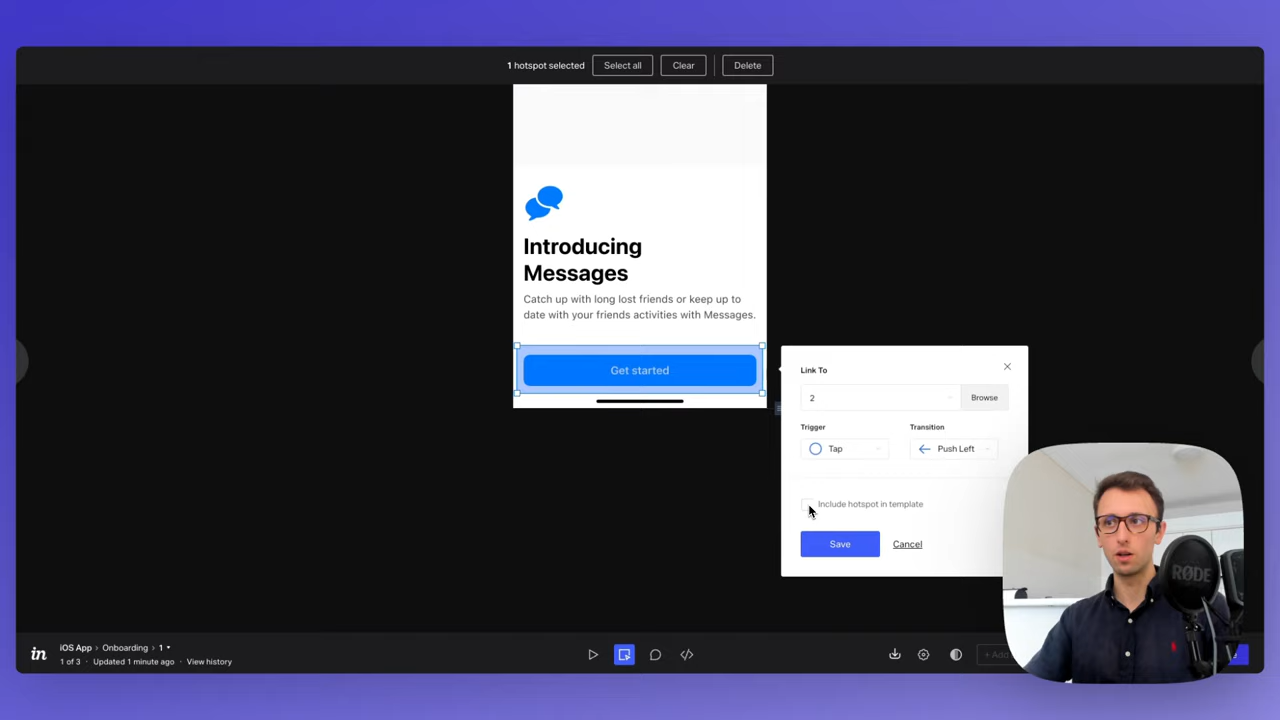 1 hotspot selected
Select all
Clear
Delete
Introducing
Messages
Catch up with long lost friends or keep up to
date with your friends activities with Messages.
Get started
Link To
2
Browse
Trigger
Transition
Tap
Push Left
Include hotspot in template
Save
Cancel
in
iOS App › Onboarding › 1
1 of 3 · Updated 1 minute ago · View history
+ Add
RØDE